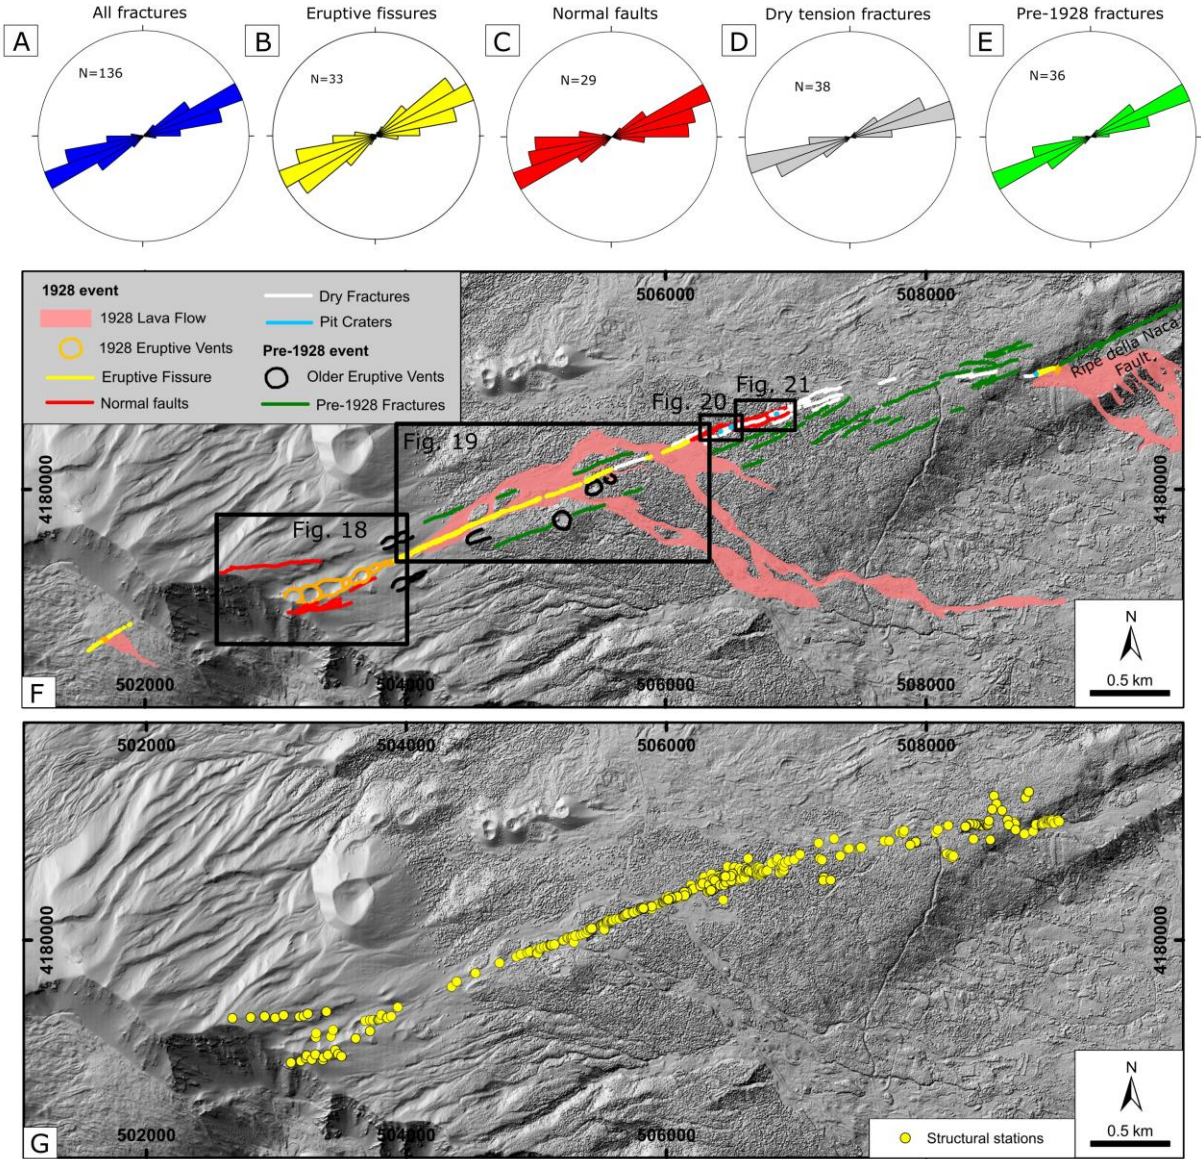 All fractures
Eruptive fissures
Normal faults
Dry tension fractures
Pre-1928 fractures
A
B
C
D
E
N=136
N=33
N=29
N=38
N=36
1928 event
1928 Lava Flow
1928 Eruptive Vents
Eruptive Fissure
Normal faults
Dry Fractures
Pit Craters
Pre-1928 event
Older Eruptive Vents
Pre-1928 Fractures
506000
508000
Ripe della Naca
Fault
Fig. 21
Fig. 20
Fig. 19
Fig. 18
4180000
4180000
502000
504000
506000
508000
N
0.5 km
F
502000
504000
506000
508000
4180000
4180000
502000
504000
506000
508000
N
0.5 km
Structural stations
G